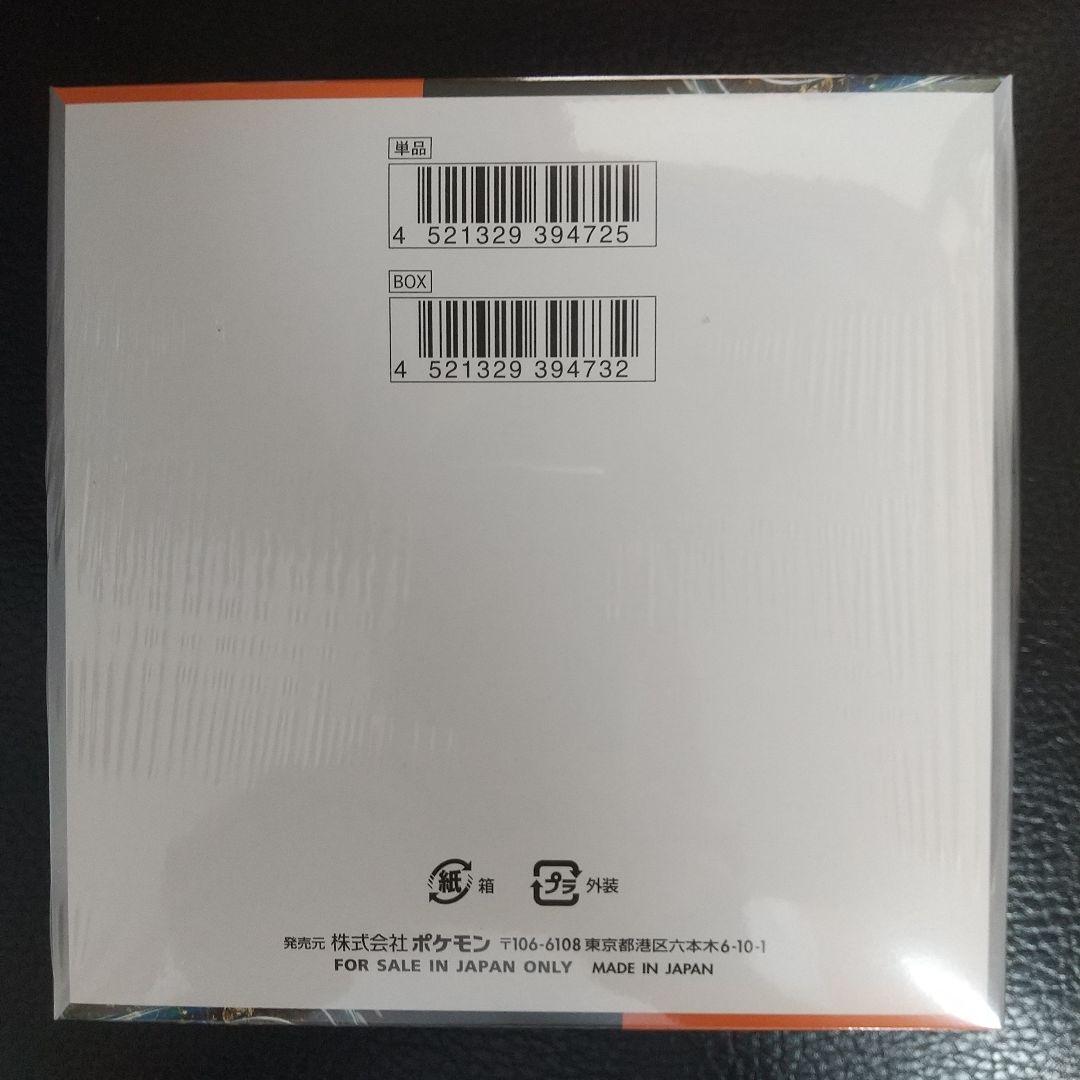 単品
4 521329 394725
BOX
4 521329 394732
紙 箱 プラ 外装
発売元 株式会社ポケモン 〒106-6108 東京都港区六本木6-10-1
FOR SALE IN JAPAN ONLY MADE IN JAPAN